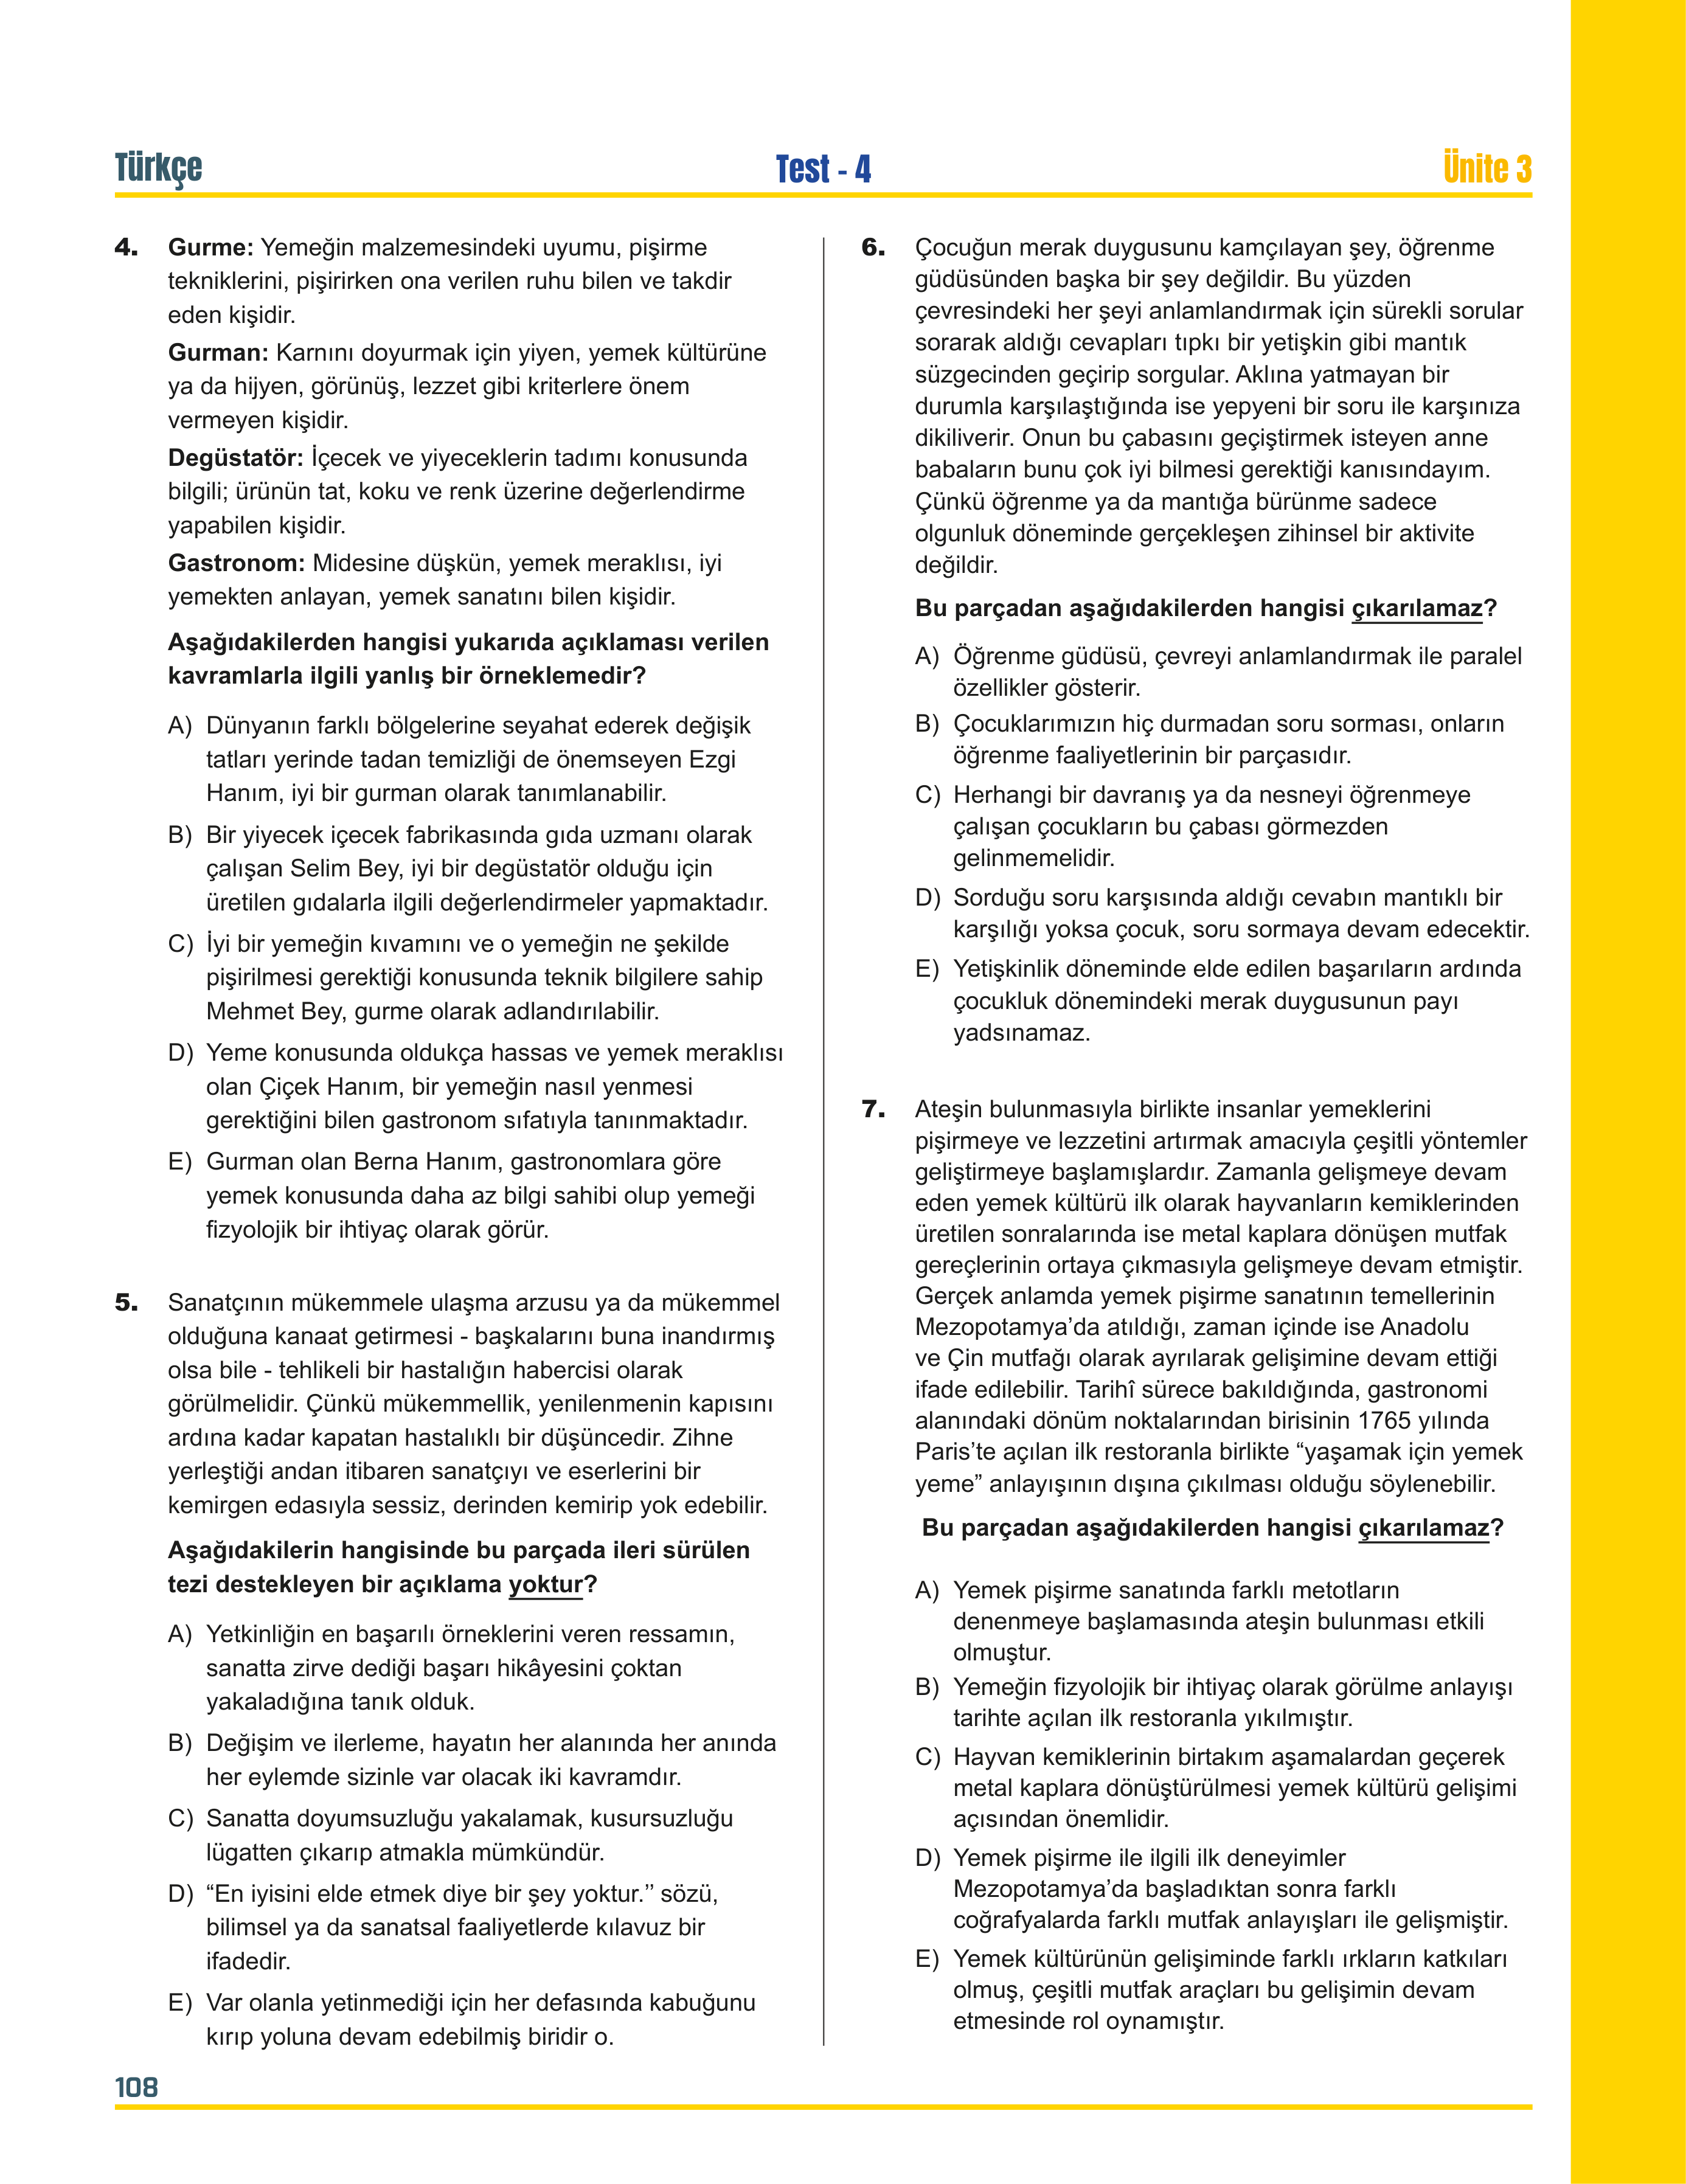 Türkçe
Test - 4
Ünite 3
4. Gurme: Yemeğin malzemesindeki uyumu, pişirme
tekniklerini, pişirirken ona verilen ruhu bilen ve takdir
eden kişidir.
Gurman: Karnını doyurmak için yiyen, yemek kültürüne
ya da hijyen, görünüş, lezzet gibi kriterlere önem
vermeyen kişidir.
Degüstatör: İçecek ve yiyeceklerin tadımı konusunda
bilgili; ürünün tat, koku ve renk üzerine değerlendirme
yapabilen kişidir.
Gastronom: Midesine düşkün, yemek meraklısı, iyi
yemekten anlayan, yemek sanatını bilen kişidir.
Aşağıdakilerden hangisi yukarıda açıklaması verilen
kavramlarla ilgili yanlış bir örneklemedir?
A) Dünyanın farklı bölgelerine seyahat ederek değişik
tatları yerinde tadan temizliği de önemseyen Ezgi
Hanım, iyi bir gurman olarak tanımlanabilir.
B) Bir yiyecek içecek fabrikasında gıda uzmanı olarak
çalışan Selim Bey, iyi bir degüstatör olduğu için
üretilen gıdalarla ilgili değerlendirmeler yapmaktadır.
C) İyi bir yemeğin kıvamını ve o yemeğin ne şekilde
pişirilmesi gerektiği konusunda teknik bilgilere sahip
Mehmet Bey, gurme olarak adlandırılabilir.
D) Yeme konusunda oldukça hassas ve yemek meraklısı
olan Çiçek Hanım, bir yemeğin nasıl yenmesi
gerektiğini bilen gastronom sıfatıyla tanınmaktadır.
E) Gurman olan Berna Hanım, gastronomlara göre
yemek konusunda daha az bilgi sahibi olup yemeği
fizyolojik bir ihtiyaç olarak görür.
5. Sanatçının mükemmele ulaşma arzusu ya da mükemmel
olduğuna kanaat getirmesi - başkalarını buna inandırmış
olsa bile - tehlikeli bir hastalığın habercisi olarak
görülmelidir. Çünkü mükemmellik, yenilenmenin kapısını
ardına kadar kapatan hastalıklı bir düşüncedir. Zihne
yerleştiği andan itibaren sanatçıyı ve eserlerini bir
kemirgen edasıyla sessiz, derinden kemirip yok edebilir.
Aşağıdakilerin hangisinde bu parçada ileri sürülen
tezi destekleyen bir açıklama yoktur?
A) Yetkinliğin en başarılı örneklerini veren ressamın,
sanatta zirve dediği başarı hikâyesini çoktan
yakaladığına tanık olduk.
B) Değişim ve ilerleme, hayatın her alanında her anında
her eylemde sizinle var olacak iki kavramdır.
C) Sanatta doyumsuzluğu yakalamak, kusursuzluğu
lügatten çıkarıp atmakla mümkündür.
D) “En iyisini elde etmek diye bir şey yoktur.’’ sözü,
bilimsel ya da sanatsal faaliyetlerde kılavuz bir
ifadedir.
E) Var olanla yetinmediği için her defasında kabuğunu
kırıp yoluna devam edebilmiş biridir o.
6. Çocuğun merak duygusunu kamçılayan şey, öğrenme
güdüsünden başka bir şey değildir. Bu yüzden
çevresindeki her şeyi anlamlandırmak için sürekli sorular
sorarak aldığı cevapları tıpkı bir yetişkin gibi mantık
süzgecinden geçirip sorgular. Aklına yatmayan bir
durumla karşılaştığında ise yepyeni bir soru ile karşınıza
dikiliverir. Onun bu çabasını geçiştirmek isteyen anne
babaların bunu çok iyi bilmesi gerektiği kanısındayım.
Çünkü öğrenme ya da mantığa bürünme sadece
olgunluk döneminde gerçekleşen zihinsel bir aktivite
değildir.
Bu parçadan aşağıdakilerden hangisi çıkarılamaz?
A) Öğrenme güdüsü, çevreyi anlamlandırmak ile paralel
özellikler gösterir.
B) Çocuklarımızın hiç durmadan soru sorması, onların
öğrenme faaliyetlerinin bir parçasıdır.
C) Herhangi bir davranış ya da nesneyi öğrenmeye
çalışan çocukların bu çabası görmezden
gelinmemelidir.
D) Sorduğu soru karşısında aldığı cevabın mantıklı bir
karşılığı yoksa çocuk, soru sormaya devam edecektir.
E) Yetişkinlik döneminde elde edilen başarıların ardında
çocukluk dönemindeki merak duygusunun payı
yadsınamaz.
7. Ateşin bulunmasıyla birlikte insanlar yemeklerini
pişirmeye ve lezzetini artırmak amacıyla çeşitli yöntemler
geliştirmeye başlamışlardır. Zamanla gelişmeye devam
eden yemek kültürü ilk olarak hayvanların kemiklerinden
üretilen sonralarında ise metal kaplara dönüşen mutfak
gereçlerinin ortaya çıkmasıyla gelişmeye devam etmiştir.
Gerçek anlamda yemek pişirme sanatının temellerinin
Mezopotamya’da atıldığı, zaman içinde ise Anadolu
ve Çin mutfağı olarak ayrılarak gelişimine devam ettiği
ifade edilebilir. Tarihî sürece bakıldığında, gastronomi
alanındaki dönüm noktalarından birisinin 1765 yılında
Paris’te açılan ilk restoranla birlikte “yaşamak için yemek
yeme” anlayışının dışına çıkılması olduğu söylenebilir.
Bu parçadan aşağıdakilerden hangisi çıkarılamaz?
A) Yemek pişirme sanatında farklı metotların
denenmeye başlamasında ateşin bulunması etkili
olmuştur.
B) Yemeğin fizyolojik bir ihtiyaç olarak görülme anlayışı
tarihte açılan ilk restoranla yıkılmıştır.
C) Hayvan kemiklerinin birtakım aşamalardan geçerek
metal kaplara dönüştürülmesi yemek kültürü gelişimi
açısından önemlidir.
D) Yemek pişirme ile ilgili ilk deneyimler
Mezopotamya’da başladıktan sonra farklı
coğrafyalarda farklı mutfak anlayışları ile gelişmiştir.
E) Yemek kültürünün gelişiminde farklı ırkların katkıları
olmuş, çeşitli mutfak araçları bu gelişimin devam
etmesinde rol oynamıştır.
108